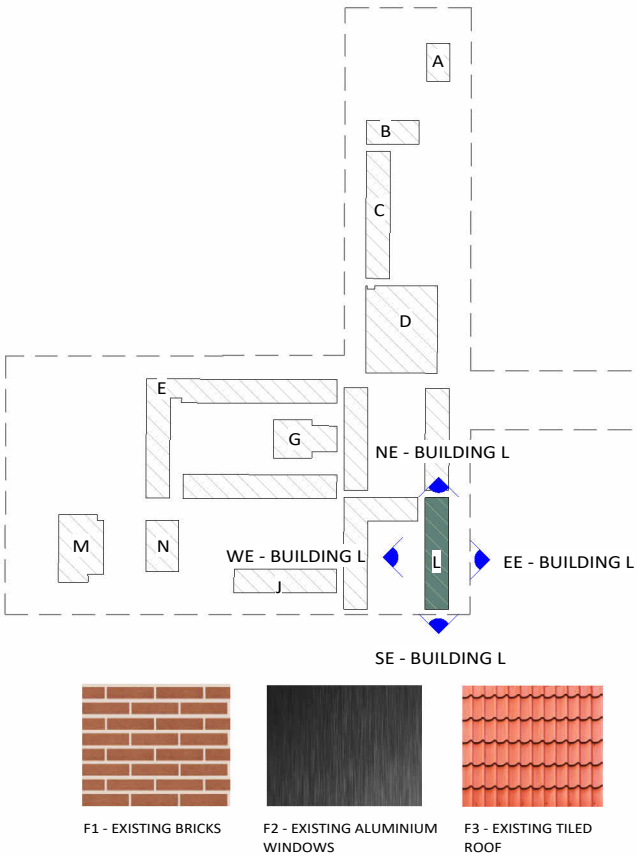 A
B
C
D
E
G
NE - BUILDING L
M
N
WE - BUILDING L
L
EE - BUILDING L
J
SE - BUILDING L
F1 - EXISTING BRICKS
F2 - EXISTING ALUMINIUM
WINDOWS
F3 - EXISTING TILED
ROOF